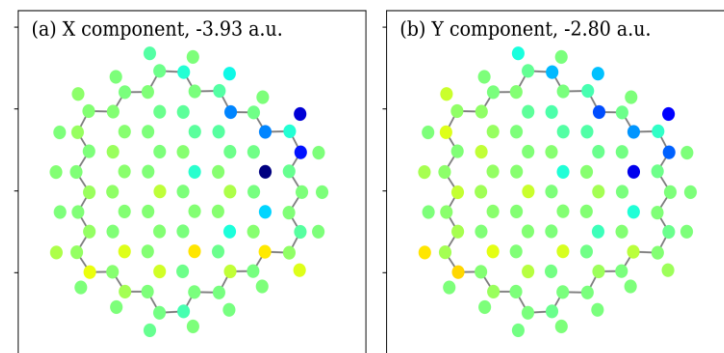 (a) X component, -3.93 a.u.
(b) Y component, -2.80 a.u.